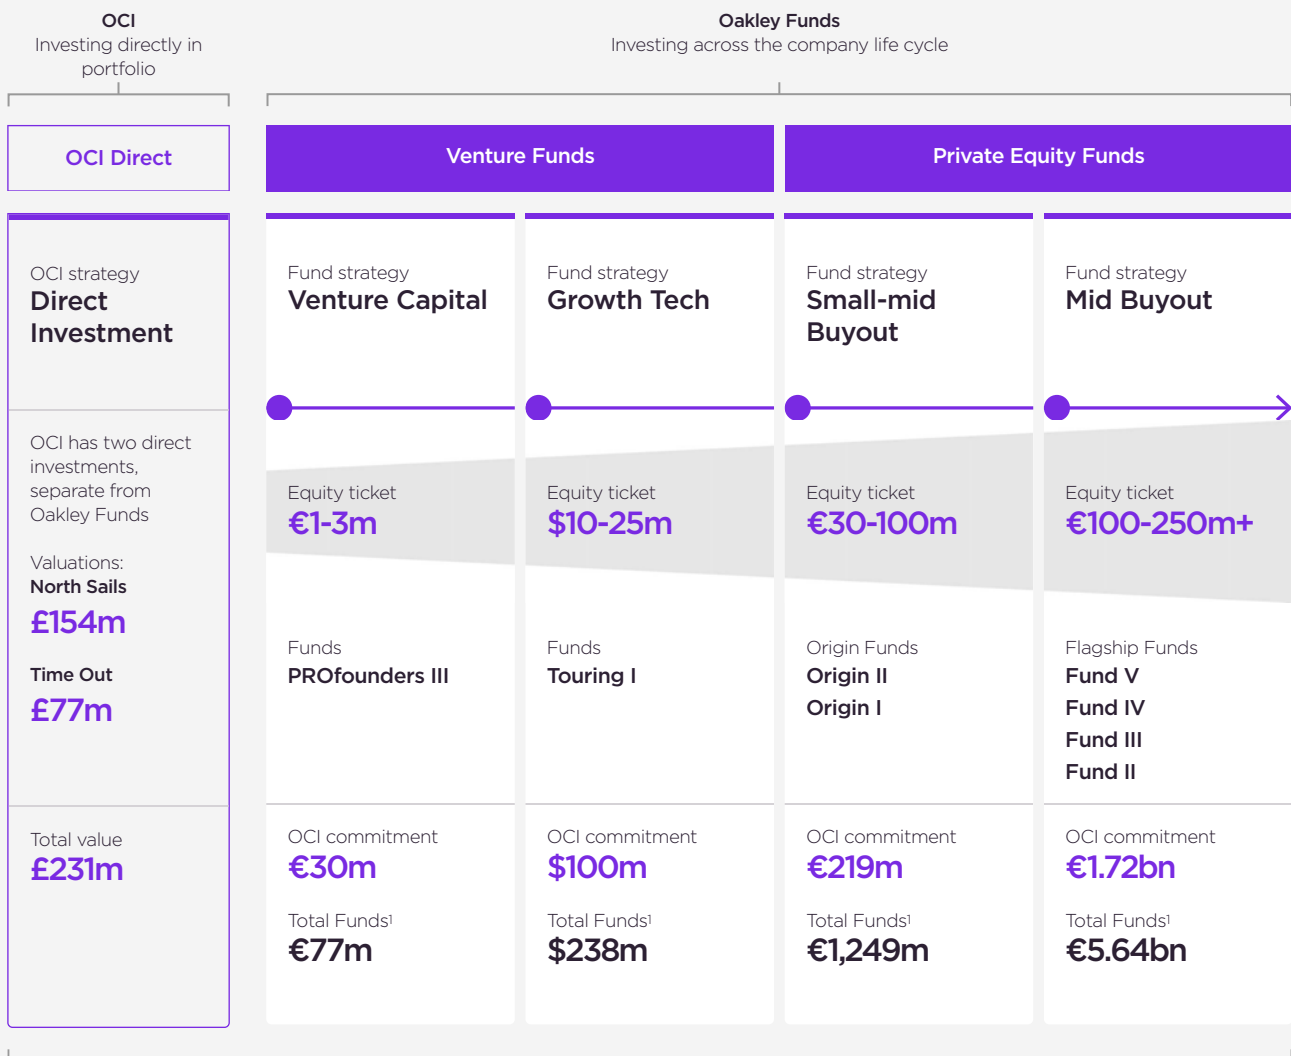 OCI
Investing directly in
portfolio
Oakley Funds
Investing across the company life cycle
OCI Direct
Venture Funds
Private Equity Funds
OCI strategy
Direct
Investment
OCI has two direct
investments,
separate from
Oakley Funds
Valuations:
North Sails
£154m
Time Out
£77m
Total value
£231m
Fund strategy
Venture Capital
Equity ticket
€1-3m
Funds
PROfounders III
OCI commitment
€30m
Total Funds¹
€77m
Fund strategy
Growth Tech
Equity ticket
$10-25m
Funds
Touring I
OCI commitment
$100m
Total Funds¹
$238m
Fund strategy
Small-mid
Buyout
Equity ticket
€30-100m
Origin Funds
Origin II
Origin I
OCI commitment
€219m
Total Funds¹
€1,249m
Fund strategy
Mid Buyout
Equity ticket
€100-250m+
Flagship Funds
Fund V
Fund IV
Fund III
Fund II
OCI commitment
€1.72bn
Total Funds¹
€5.64bn